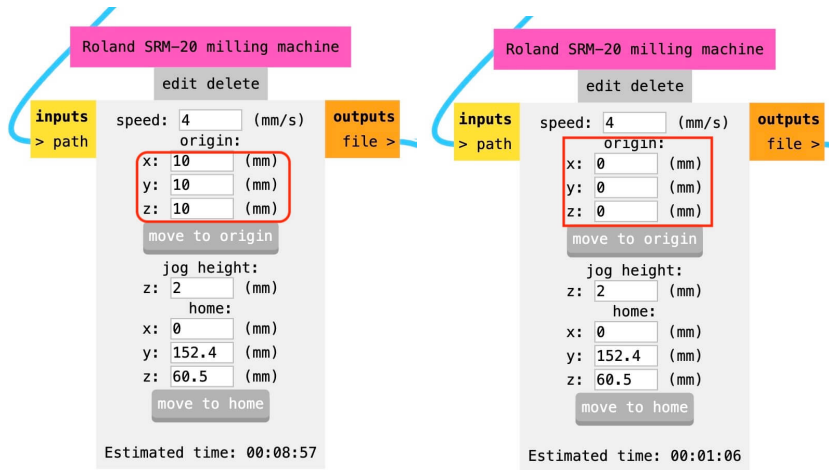 Roland SRM-20 milling machine
edit delete
inputs
> path
outputs
file >
speed: 4 (mm/s)
origin:
x: 10 (mm)
y: 10 (mm)
z: 10 (mm)
move to origin
jog height:
z: 2 (mm)
home:
x: 0 (mm)
y: 152.4 (mm)
z: 60.5 (mm)
move to home
Estimated time: 00:08:57
Roland SRM-20 milling machine
edit delete
inputs
> path
outputs
file >
speed: 4 (mm/s)
origin:
x: 0 (mm)
y: 0 (mm)
z: 0 (mm)
move to origin
jog height:
z: 2 (mm)
home:
x: 0 (mm)
y: 152.4 (mm)
z: 60.5 (mm)
move to home
Estimated time: 00:01:06